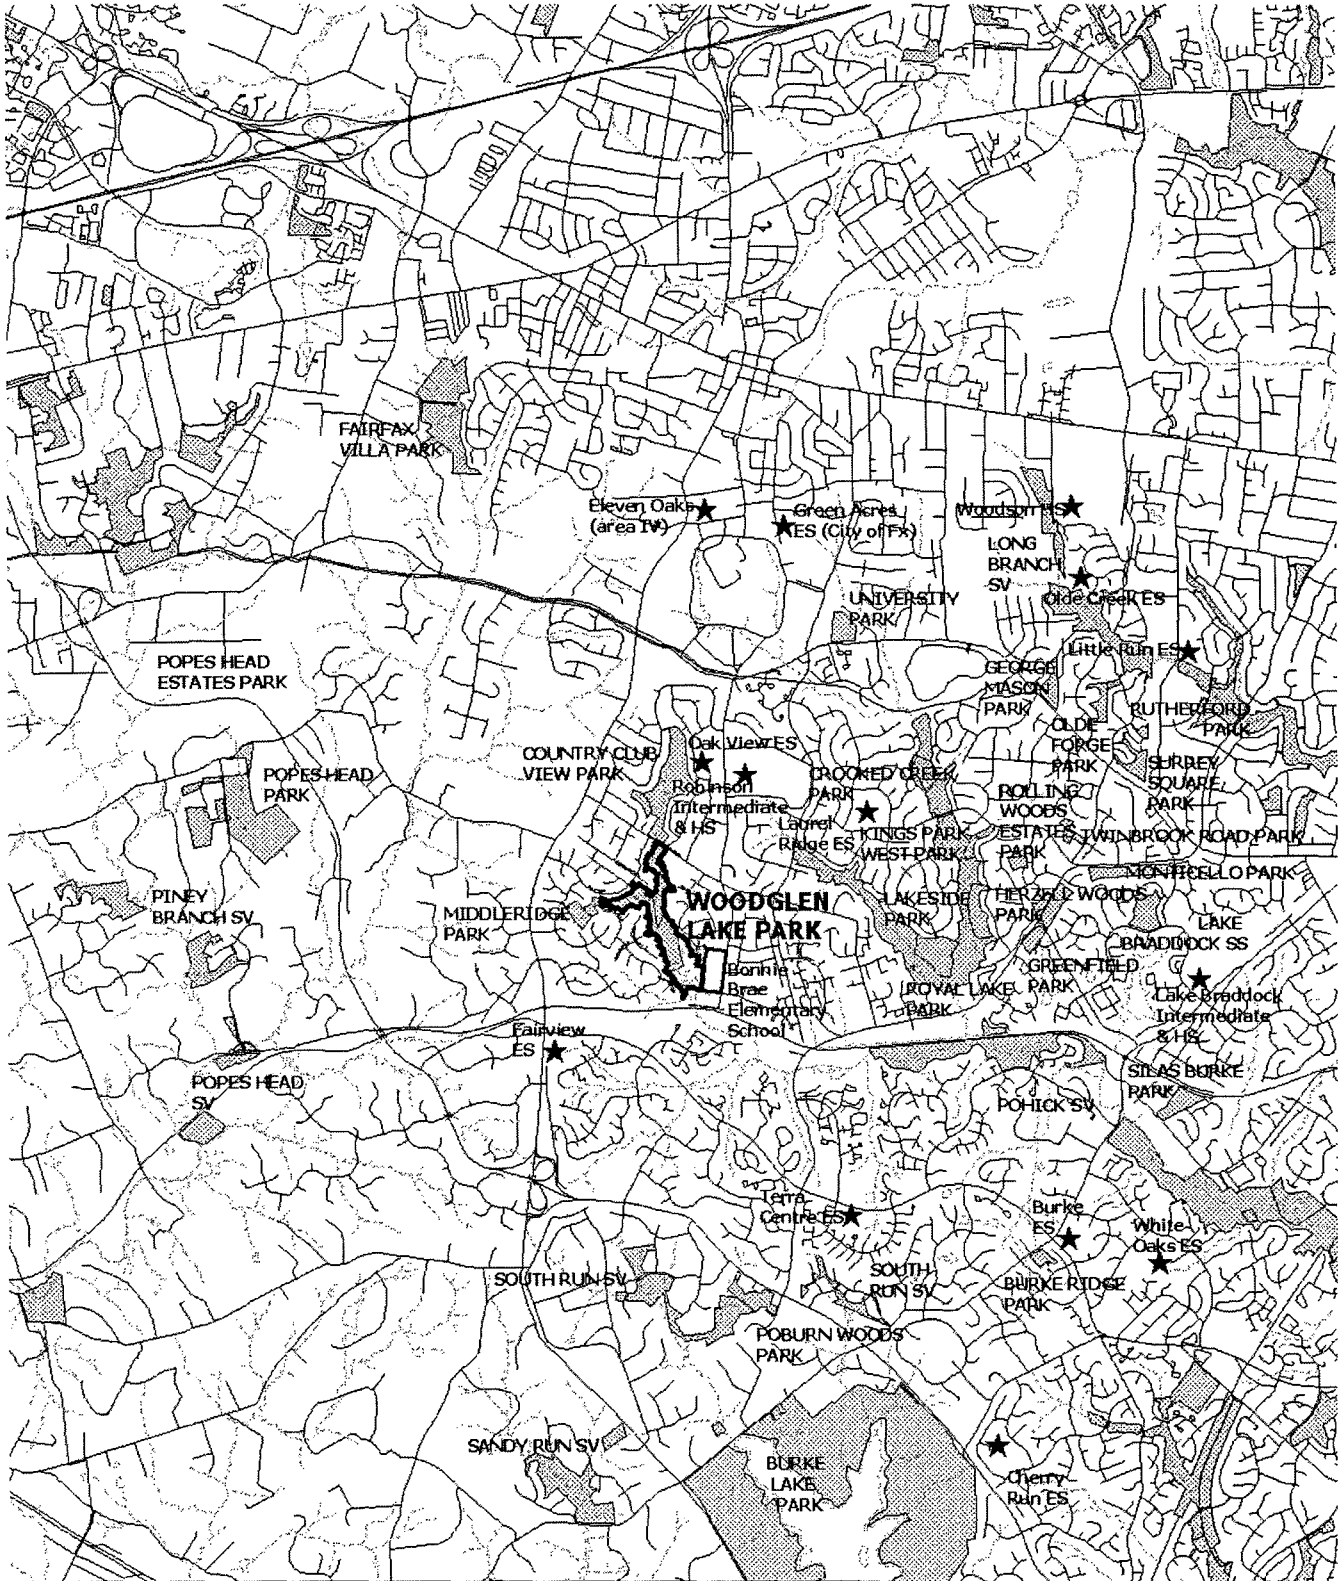 FAIRFAX
VILLA PARK
Eleven Oaks
(area IV)
Green Acres
ES (City of Fx)
Woodson HS
LONG
BRANCH
SV
Olde Creek ES
UNIVERSITY
PARK
Little Run ES
POPES HEAD
ESTATES PARK
GEORGE
MASON
PARK
RUTHERFORD
PARK
OLDE
FORGE
PARK
COUNTRY CLUB
VIEW PARK
Oak View ES
POPES HEAD
PARK
Robinson
Intermediate
& HS
CROOKED CREEK
PARK
SURREY
SQUARE
PARK
ROLLING
WOODS
ESTATES
PARK
Laurel
Ridge ES
KINGS PARK
WEST PARK
TWINBROOK ROAD PARK
MONTICELLO PARK
PINEY
BRANCH SV
MIDDLERIDGE
PARK
WOODGLEN
LAKE PARK
LAKESIDE
PARK
HERZELL WOODS
PARK
LAKE
BRADDOCK SS
GREENFIELD
PARK
Bonnie
Brae
Elementary
School
ROYAL LAKE
PARK
Lake Braddock
Intermediate
& HS
Fairview
ES
POPES HEAD
SV
SILAS BURKE
PARK
POHICK SV
Terra
Centre ES
Burke
ES
White
Oaks ES
SOUTH RUN SV
SOUTH
RUN SV
BURKE RIDGE
PARK
POBURN WOODS
PARK
SANDY RUN SV
BURKE
LAKE
PARK
Cherry
Run ES